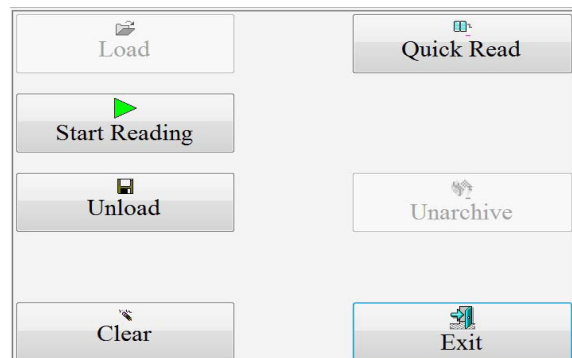 Load
Quick Read
Start Reading
Unload
Unarchive
Clear
Exit